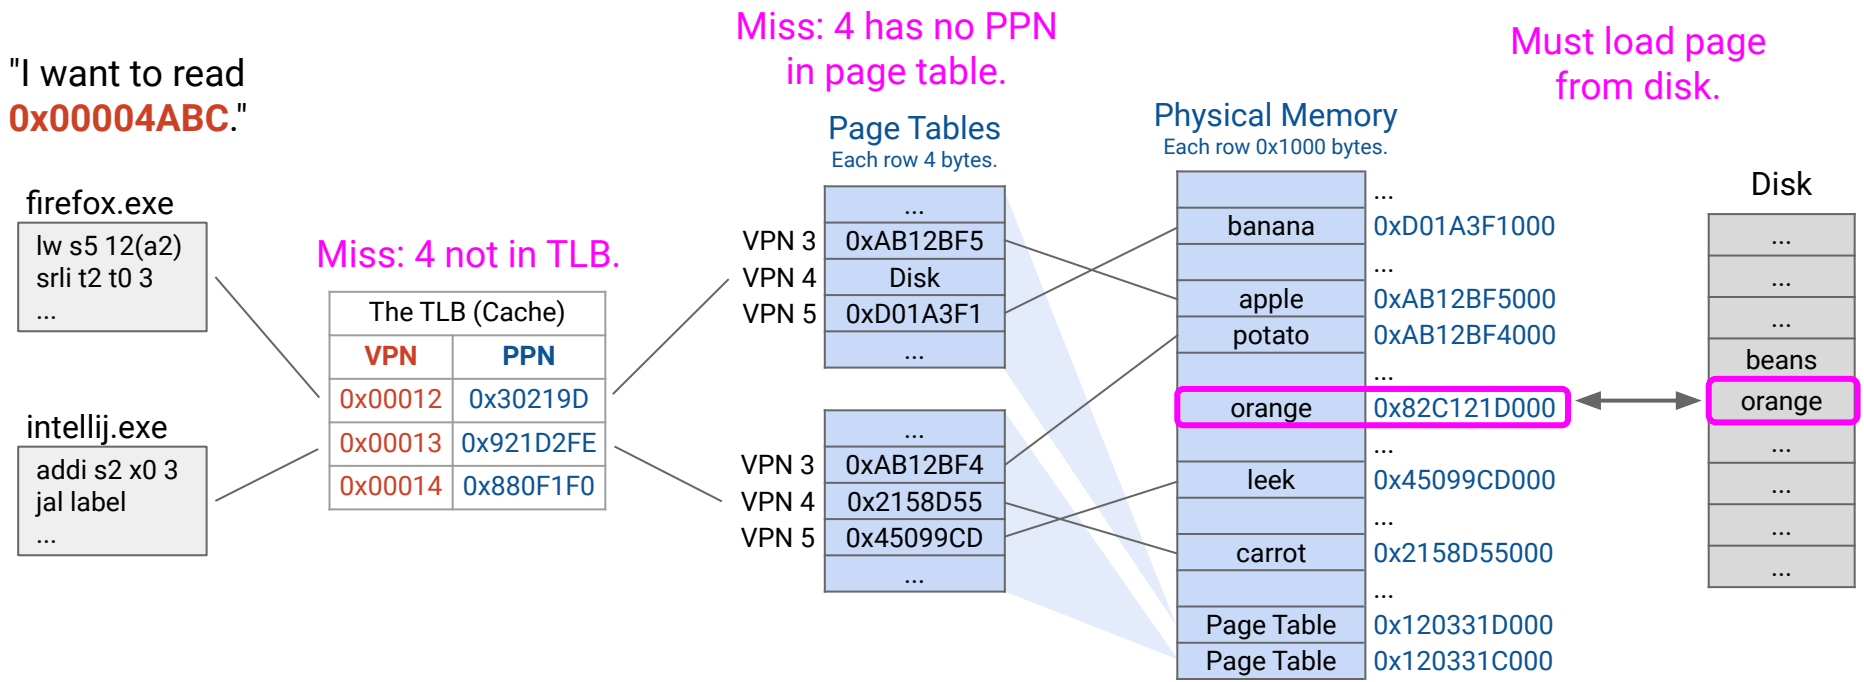 "I want to read
0x00004ABC."
Miss: 4 has no PPN
in page table.
Must load page
from disk.
firefox.exe
lw s5 12(a2)
srli t2 t0 3
...
intellij.exe
addi s2 x0 3
jal label
...
Miss: 4 not in TLB.
The TLB (Cache)
VPN PPN
0x00012 0x30219D
0x00013 0x921D2FE
0x00014 0x880F1F0
Page Tables
Each row 4 bytes.
...
VPN 3 0xAB12BF5
VPN 4 Disk
VPN 5 0xD01A3F1
...
...
VPN 3 0xAB12BF4
VPN 4 0x2158D55
VPN 5 0x45099CD
...
Physical Memory
Each row 0x1000 bytes.
...
banana 0xD01A3F1000
...
apple 0xAB12BF5000
potato 0xAB12BF4000
...
orange 0x82C121D000
...
leek 0x45099CD000
...
carrot 0x2158D55000
...
Page Table 0x120331D000
Page Table 0x120331C000
Disk
...
...
...
beans
orange
...
...
...
...